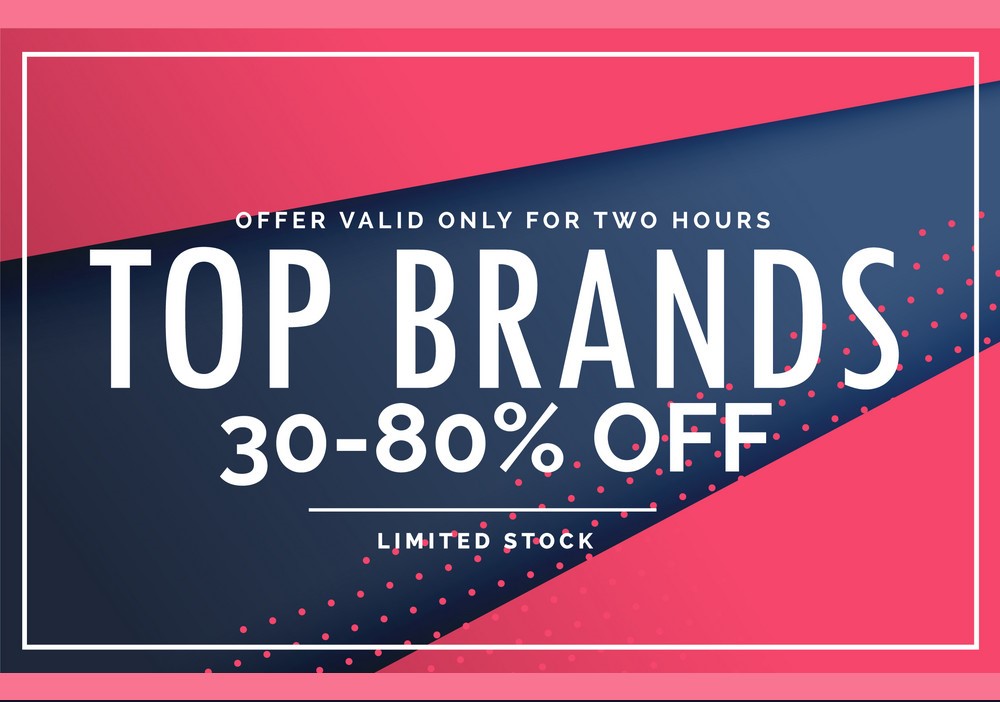 OFFER VALID ONLY FOR TWO HOURS
TOP BRANDS
30-80% OFF
LIMITED STOCK